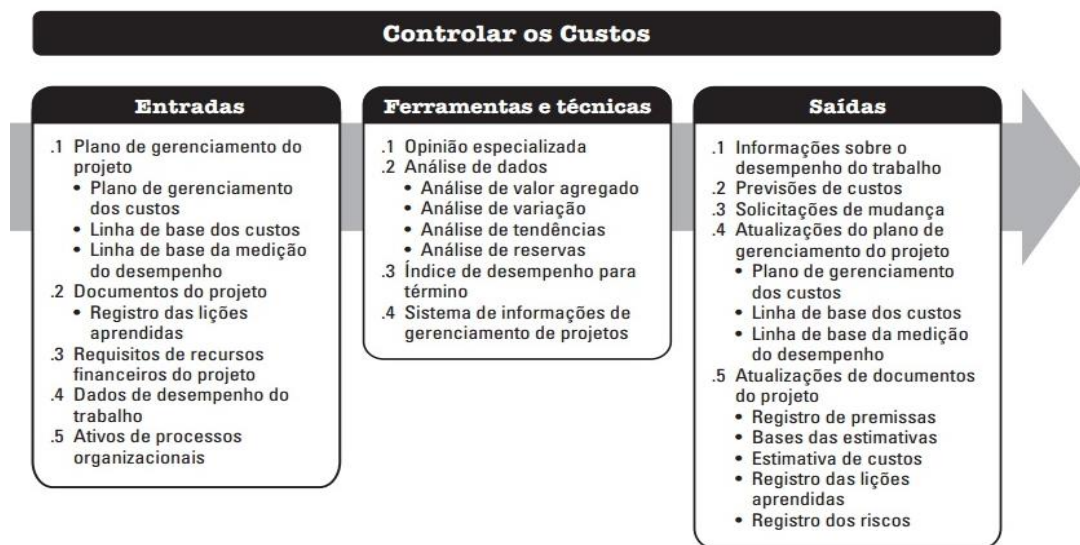 Controlar os Custos
Entradas
.1 Plano de gerenciamento do
projeto
• Plano de gerenciamento
dos custos
• Linha de base dos custos
• Linha de base da medição
do desempenho
.2 Documentos do projeto
• Registro das lições
aprendidas
.3 Requisitos de recursos
financeiros do projeto
.4 Dados de desempenho do
trabalho
.5 Ativos de processos
organizacionais
Ferramentas e técnicas
.1 Opinião especializada
.2 Análise de dados
• Análise de valor agregado
• Análise de variação
• Análise de tendências
• Análise de reservas
.3 Índice de desempenho para
término
.4 Sistema de informações de
gerenciamento de projetos
Saídas
.1 Informações sobre o
desempenho do trabalho
.2 Previsões de custos
.3 Solicitações de mudança
.4 Atualizações do plano de
gerenciamento do projeto
• Plano de gerenciamento
dos custos
• Linha de base dos custos
• Linha de base da medição
do desempenho
.5 Atualizações de documentos
do projeto
• Registro de premissas
• Bases das estimativas
• Estimativa de custos
• Registro das lições
aprendidas
• Registro dos riscos